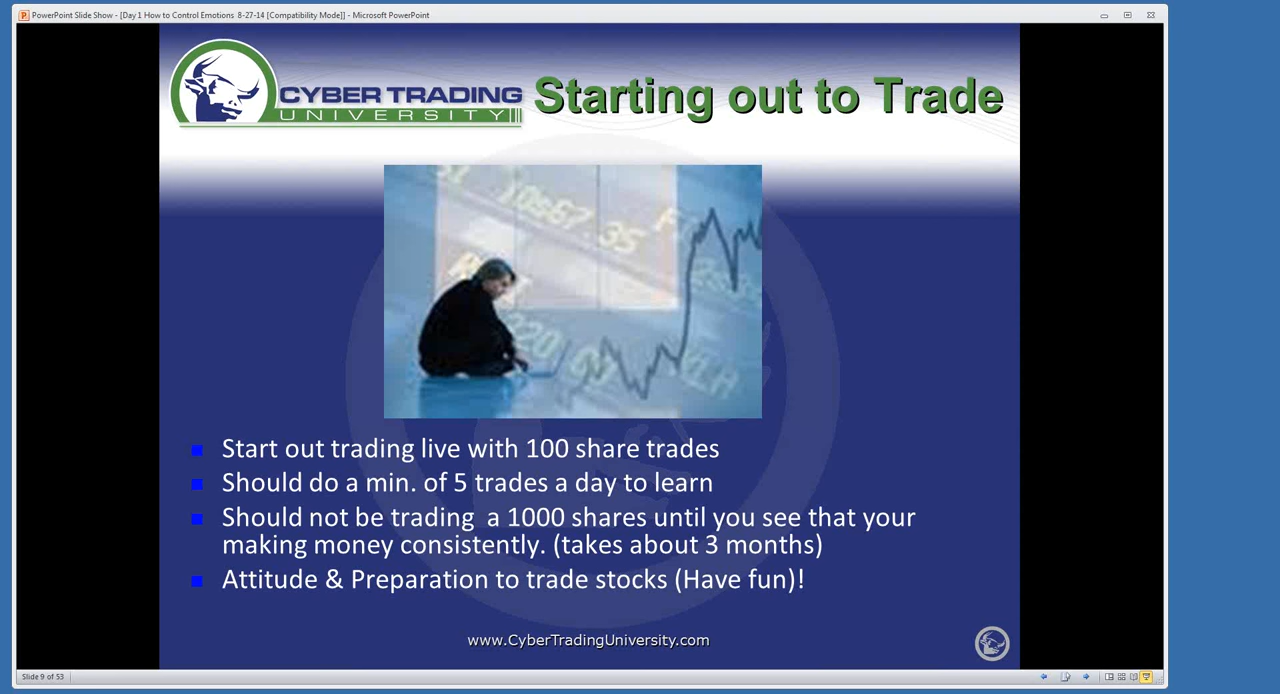 PowerPoint Slide Show - [Day 1 How to Control Emotions 8-27-14 [Compatibility Mode]] - Microsoft PowerPoint
CYBER TRADING
UNIVERSITY
Starting out to Trade
10867.35
Start out trading live with 100 share trades
Should do a min. of 5 trades a day to learn
Should not be trading a 1000 shares until you see that your
making money consistently. (takes about 3 months)
Attitude & Preparation to trade stocks (Have fun)!
www.CyberTradingUniversity.com
Slide 9 of 53